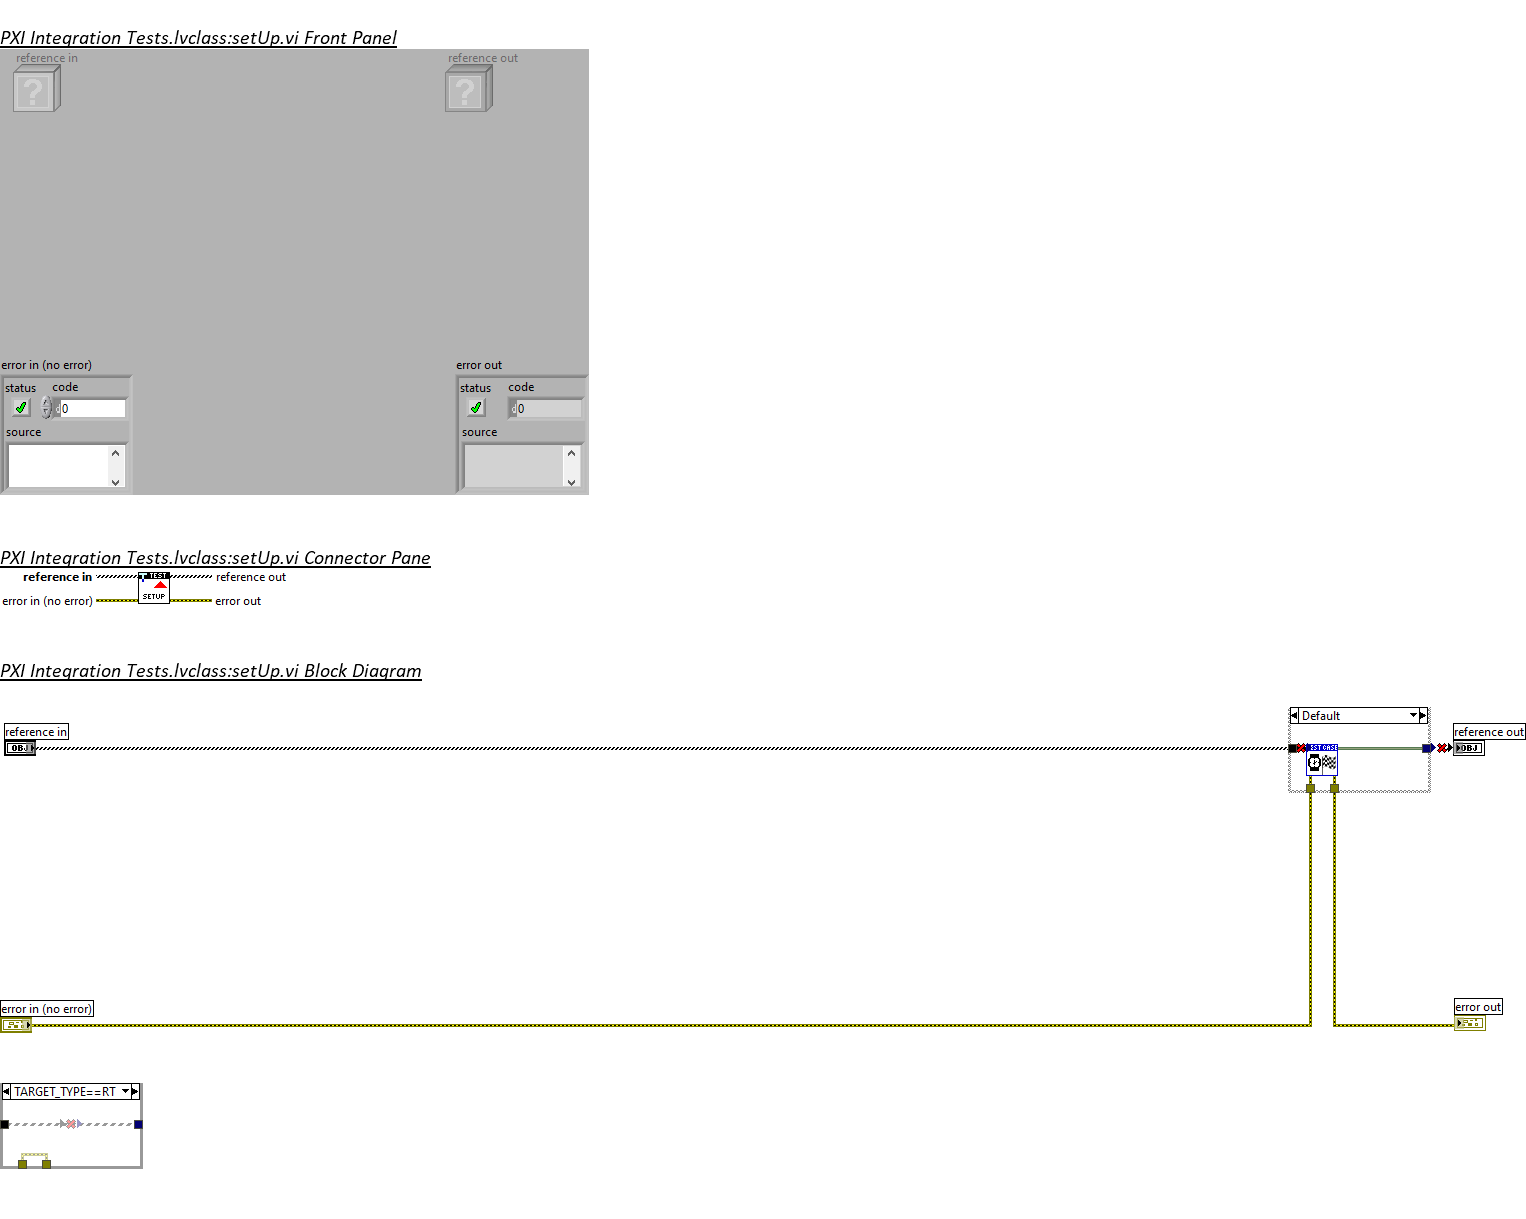 PXI Integration Tests.lvclass:setUp.vi Front Panel
reference in
reference out
?
?
error in (no error)
error out
status
code
status
code
d
0
d
0
source
source
PXI Integration Tests.lvclass:setUp.vi Connector Pane
reference in
TEST
reference out
error in (no error)
SETUP
error out
PXI Integration Tests.lvclass:setUp.vi Block Diagram
Default
reference in
OBJ
reference out
OBJ
error in (no error)
error out
TARGET_TYPE==RT